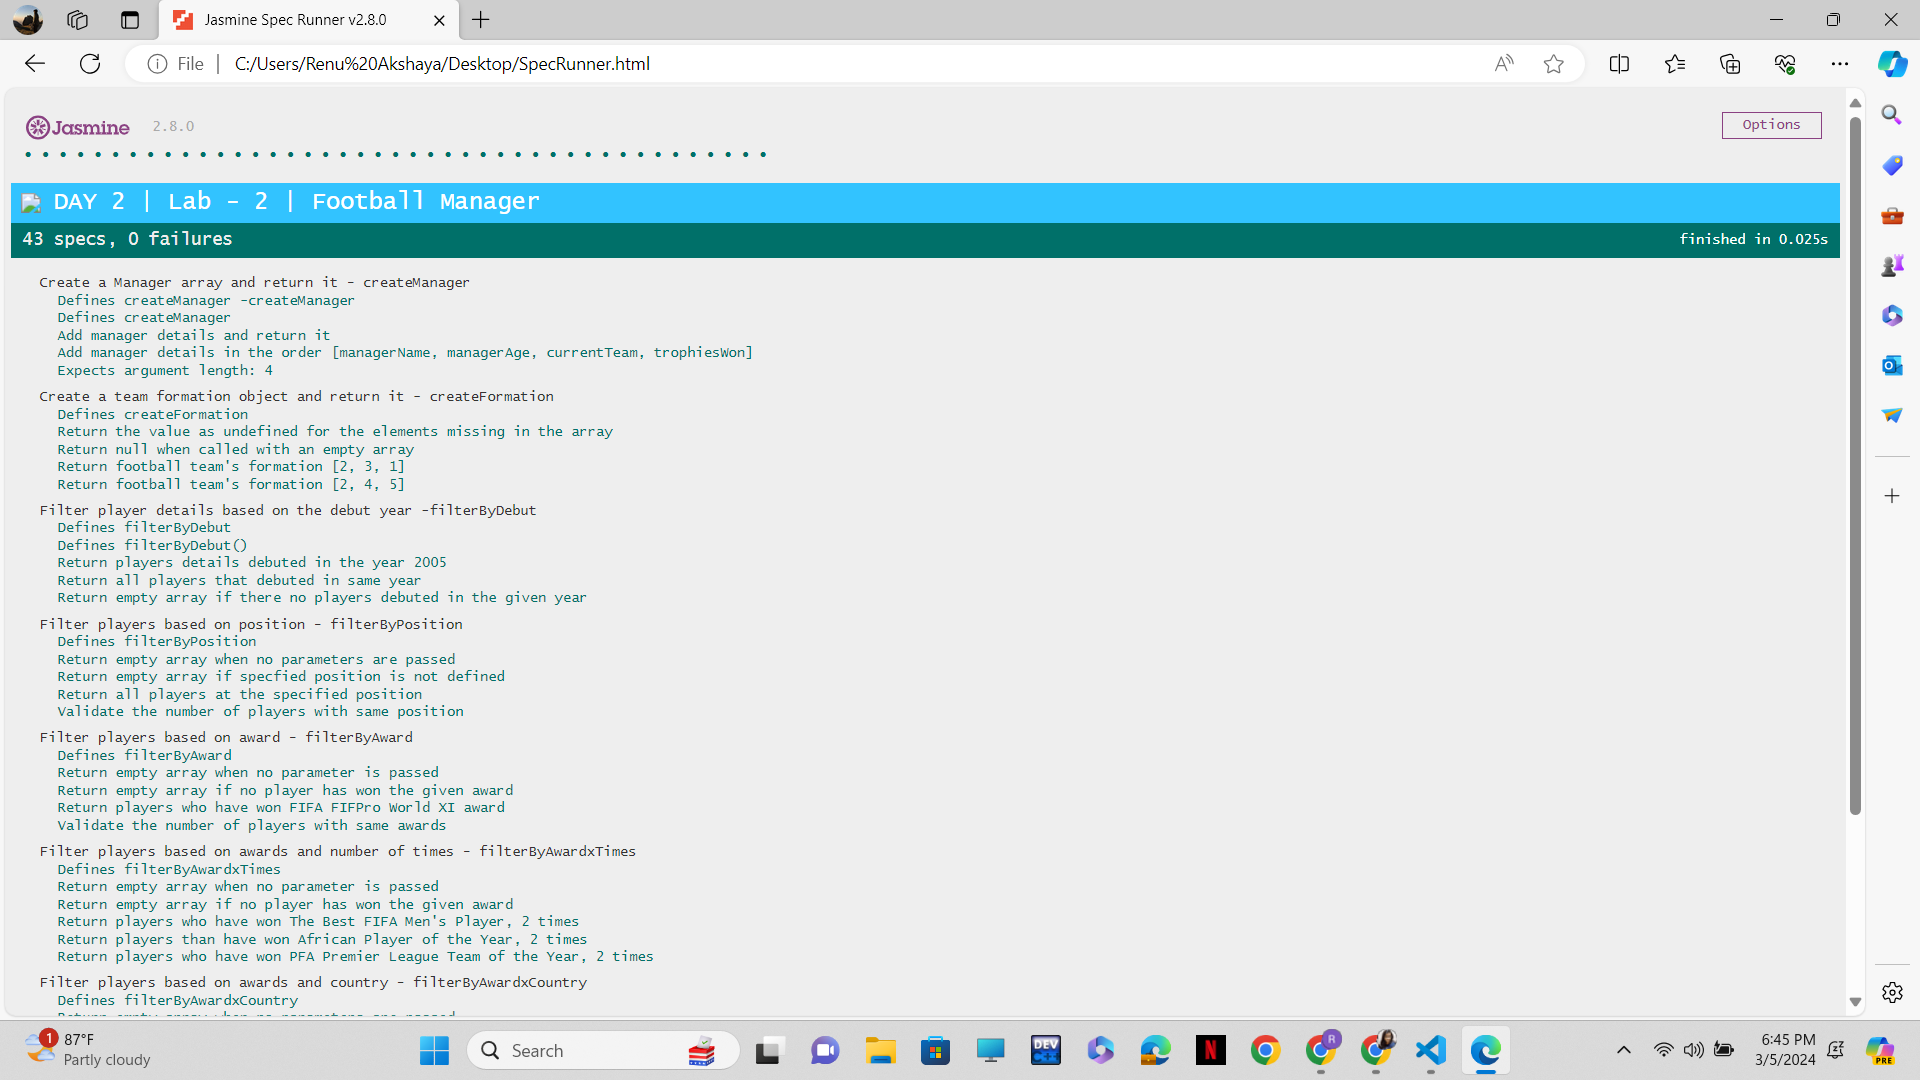 Jasmine Spec Runner v2.8.0
File
C:/Users/Renu%20Akshaya/Desktop/SpecRunner.html
Jasmine 2.8.0
Options
DAY 2 | Lab - 2 | Football Manager
43 specs, 0 failures
finished in 0.025s
Create a Manager array and return it - createManager
Defines createManager -createManager
Defines createManager
Add manager details and return it
Add manager details in the order [managerName, managerAge, currentTeam, trophiesWon]
Expects argument length: 4
Create a team formation object and return it - createFormation
Defines createFormation
Return the value as undefined for the elements missing in the array
Return null when called with an empty array
Return football team's formation [2, 3, 1]
Return football team's formation [2, 4, 5]
Filter player details based on the debut year -filterByDebut
Defines filterByDebut
Defines filterByDebut()
Return players details debuted in the year 2005
Return all players that debuted in same year
Return empty array if there no players debuted in the given year
Filter players based on position - filterByPosition
Defines filterByPosition
Return empty array when no parameters are passed
Return empty array if specfied position is not defined
Return all players at the specified position
Validate the number of players with same position
Filter players based on award - filterByAward
Defines filterByAward
Return empty array when no parameter is passed
Return empty array if no player has won the given award
Return players who have won FIFA FIFPro World XI award
Validate the number of players with same awards
Filter players based on awards and number of times - filterByAwardxTimes
Defines filterByAwardxTimes
Return empty array when no parameter is passed
Return empty array if no player has won the given award
Return players who have won The Best FIFA Men's Player, 2 times
Return players than have won African Player of the Year, 2 times
Return players who have won PFA Premier League Team of the Year, 2 times
Filter players based on awards and country - filterByAwardxCountry
Defines filterByAwardxCountry
Return empty array when no parameters are passed
1
87°F
Partly cloudy
Search
DEV
C++
N
R
6:45 PM
3/5/2024
PRE